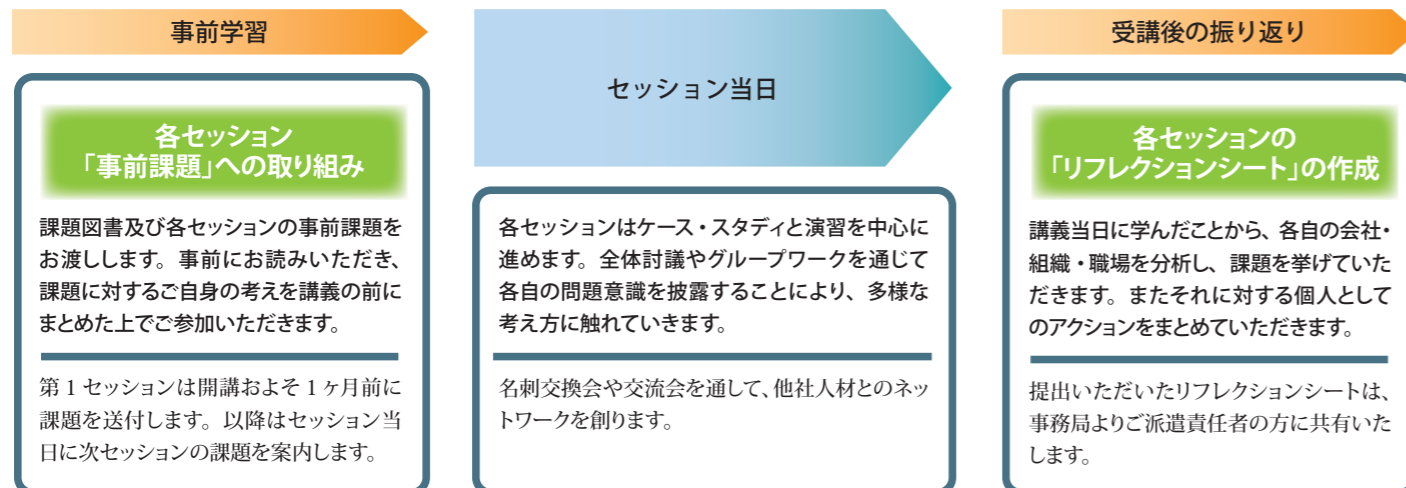 事前学習
各セッション
「事前課題」への取り組み
課題図書及び各セッションの事前課題を
お渡しします。事前にお読みいただき、
課題に対するご自身の考えを講義の前に
まとめた上でご参加いただきます。
第1セッションは開講およそ1ヶ月前に
課題を送付します。以降はセッション当
日に次セッションの課題を案内します。
セッション当日
各セッションはケース・スタディと演習を中心に
進めます。全体討議やグループワークを通じて
各自の問題意識を披露することにより、多様な
考え方に触れていきます。
名刺交換会や交流会を通して、他社人材とのネッ
トワークを創ります。
受講後の振り返り
各セッションの
「リフレクションシート」の作成
講義当日に学んだことから、各自の会社・
組織・職場を分析し、課題を挙げていた
だきます。またそれに対する個人として
のアクションをまとめていただきます。
提出いただいたリフレクションシートは、
事務局よりご派遣責任者の方に共有いた
します。